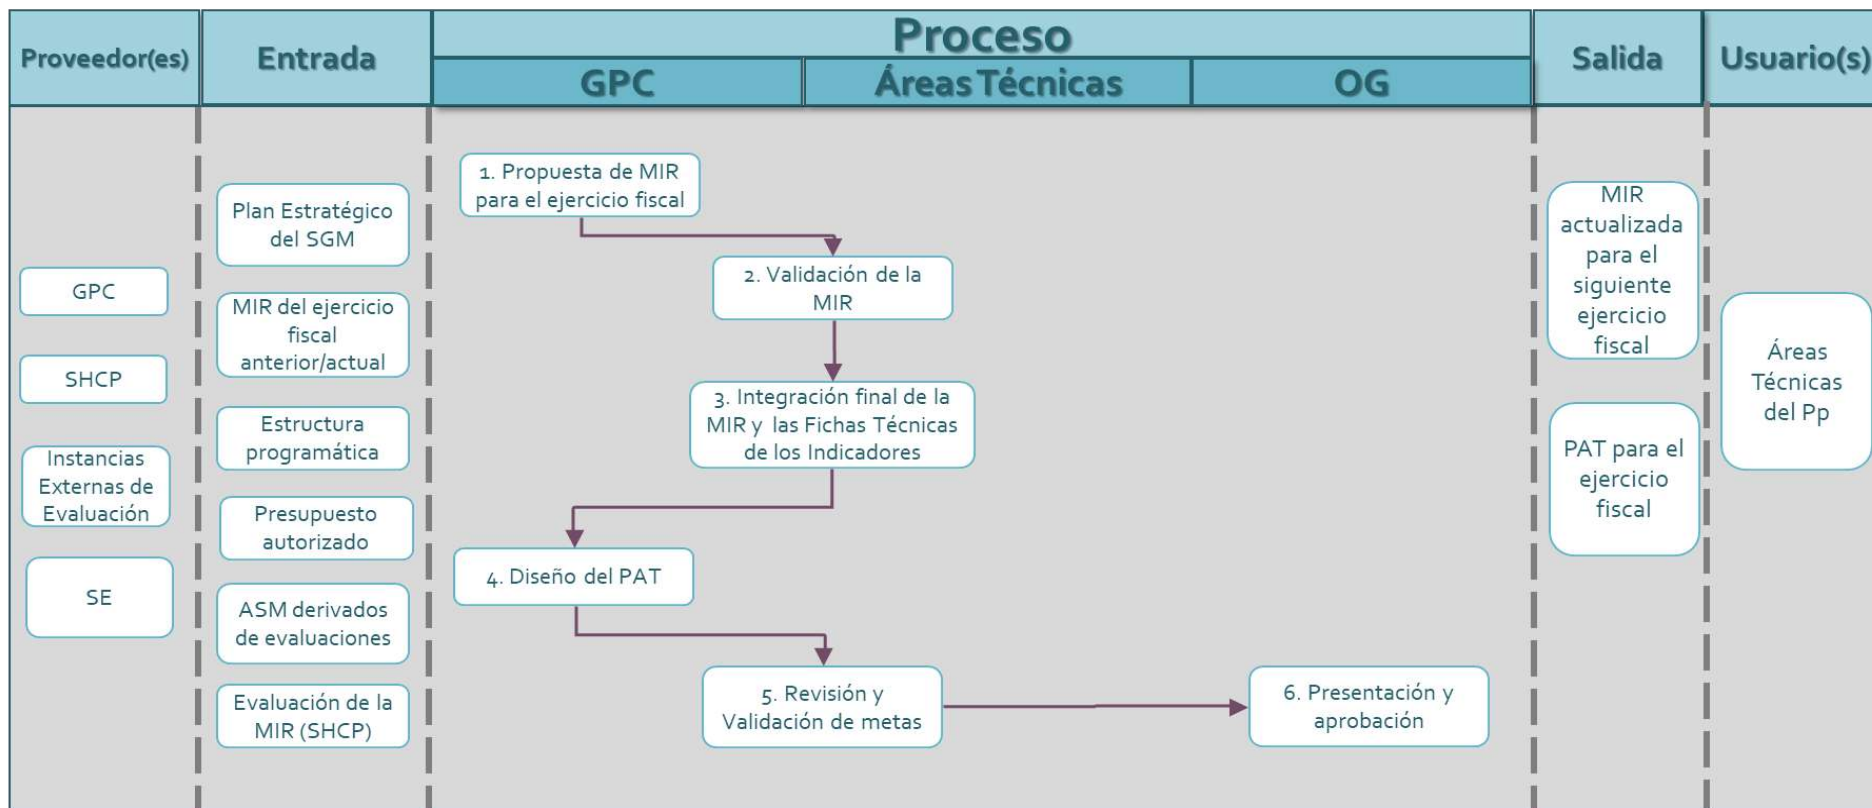 Proveedor(es)
Entrada
Proceso
GPC
Áreas Técnicas
OG
Salida
Usuario(s)
GPC
SHCP
Instancias
Externas de
Evaluación
SE
Plan Estratégico
del SGM
MIR del ejercicio
fiscal
anterior/actual
Estructura
programática
Presupuesto
autorizado
ASM derivados
de evaluaciones
Evaluación de la
MIR (SHCP)
1. Propuesta de MIR
para el ejercicio fiscal
2. Validación de la
MIR
3. Integración final de la
MIR y las Fichas Técnicas
de los Indicadores
4. Diseño del PAT
5. Revisión y
Validación de metas
6. Presentación y
aprobación
MIR
actualizada
para el
siguiente
ejercicio
fiscal
PAT para el
ejercicio
fiscal
Áreas
Técnicas
del Pp